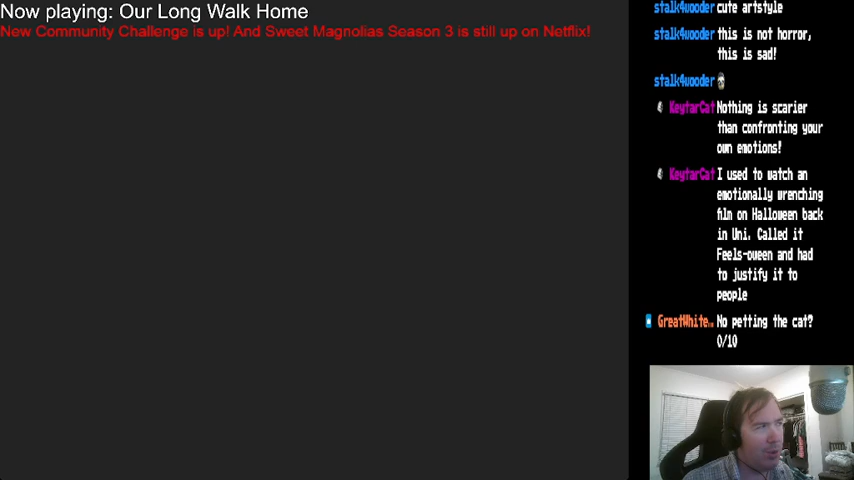 Now playing: Our Long Walk Home
New Community Challenge is up! And Sweet Magnolias Season 3 is still up on Netflix!
stalk4wooder cute artstyle
stalk4wooder this is not horror,
this is sad!
stalk4wooder
KeytarCat Nothing is scarier
than confronting your
own emotions!
KeytarCat I used to watch an
emotionally wrenching
film on Halloween back
in Uni. Called it
Feels-oween and had
to justify it to
people
GreatWhite... No petting the cat?
0/10